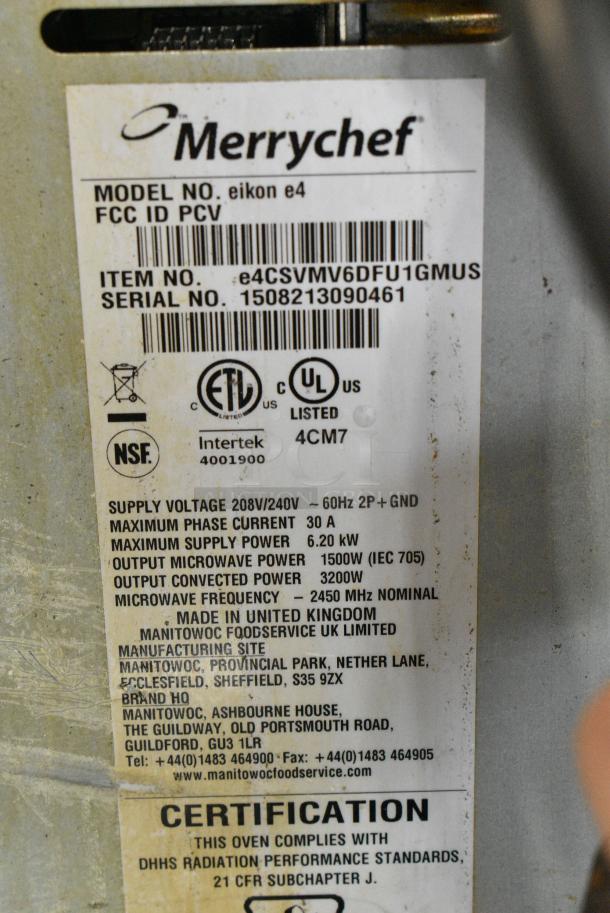 Merrychef
MODEL NO. eikon e4
FCC ID PCV
ITEM NO. e4CSVMV6DFU1GMUS
SERIAL NO. 1508213090461
ETL
LISTED
C US
Intertek
4001900
C UL US
LISTED
4CM7
NSF.
SUPPLY VOLTAGE 208V/240V ~ 60Hz 2P+GND
MAXIMUM PHASE CURRENT 30 A
MAXIMUM SUPPLY POWER 6.20 kW
OUTPUT MICROWAVE POWER 1500W (IEC 705)
OUTPUT CONVECTED POWER 3200W
MICROWAVE FREQUENCY – 2450 MHz NOMINAL
MADE IN UNITED KINGDOM
MANITOWOC FOODSERVICE UK LIMITED
MANUFACTURING SITE
MANITOWOC, PROVINCIAL PARK, NETHER LANE,
ECCLESFIELD, SHEFFIELD, S35 9ZX
BRAND HQ
MANITOWOC, ASHBOURNE HOUSE,
THE GUILDWAY, OLD PORTSMOUTH ROAD,
GUILDFORD, GU3 1LR
Tel: +44(0)1483 464900 Fax: +44(0)1483 464905
www.manitowocfoodservice.com
CERTIFICATION
THIS OVEN COMPLIES WITH
DHHS RADIATION PERFORMANCE STANDARDS,
21 CFR SUBCHAPTER J.